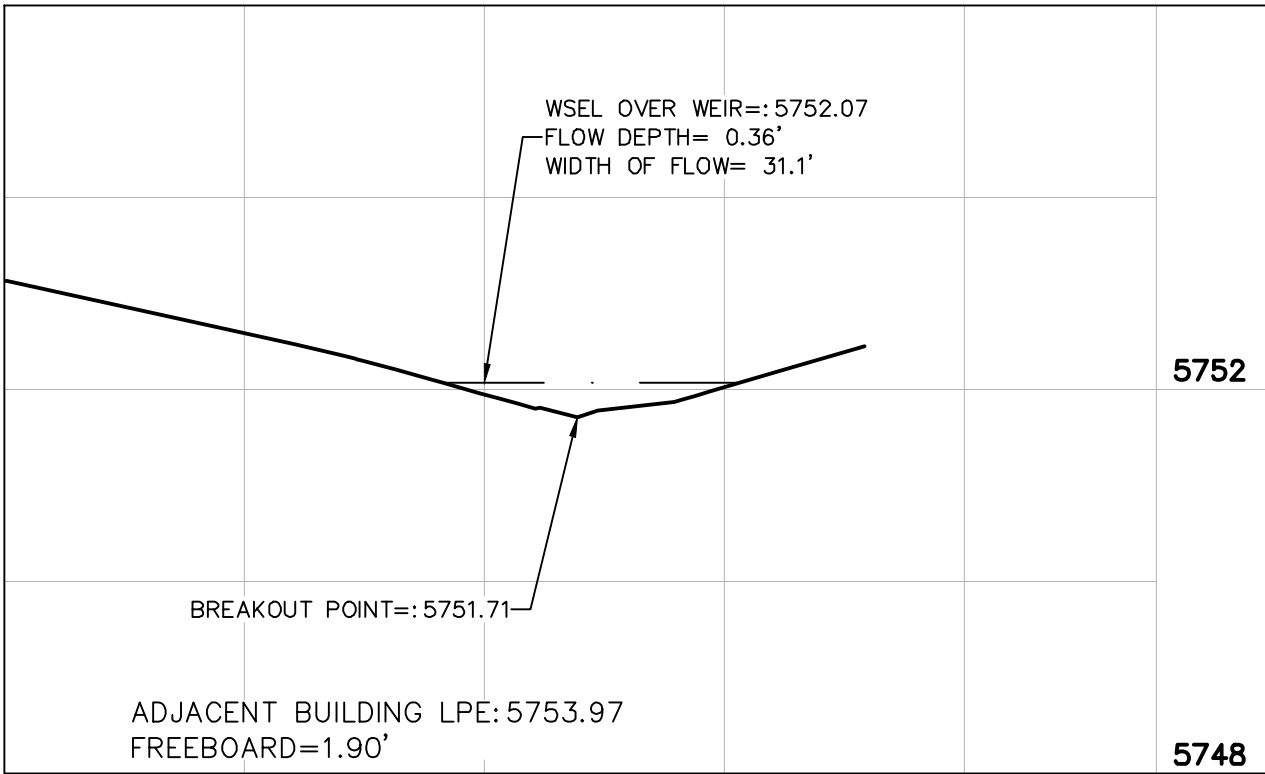 WSEL OVER WEIR=:5752.07
FLOW DEPTH= 0.36'
WIDTH OF FLOW= 31.1'
5752
BREAKOUT POINT=:5751.71
ADJACENT BUILDING LPE:5753.97
FREEBOARD=1.90'
5748